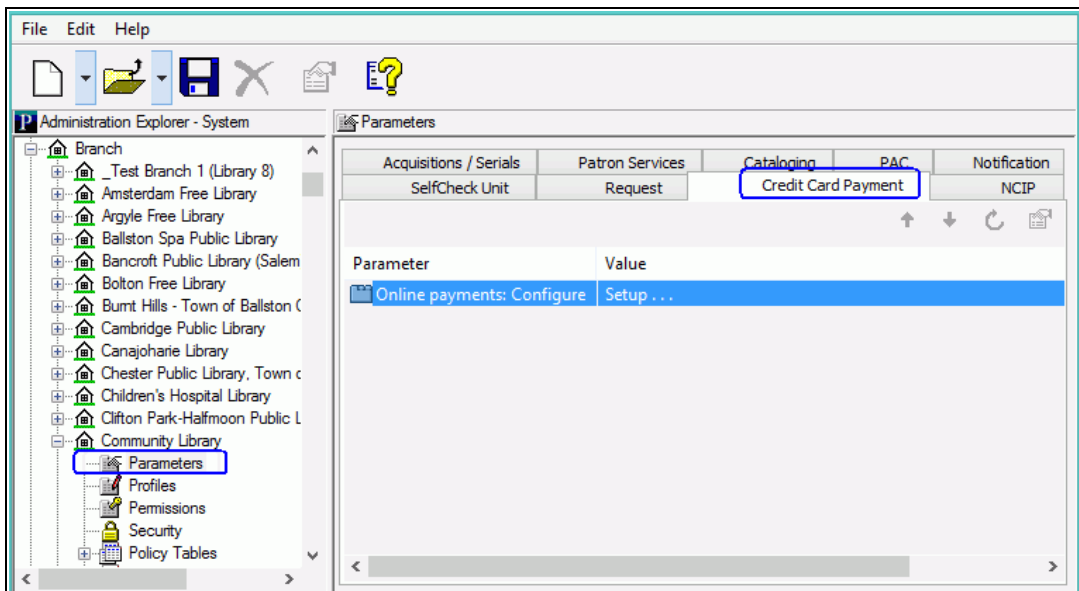 File Edit Help
P Administration Explorer - System
Parameters
Branch
_Test Branch 1 (Library 8)
Amsterdam Free Library
Argyle Free Library
Ballston Spa Public Library
Bancroft Public Library (Salem
Bolton Free Library
Burnt Hills - Town of Ballston C
Cambridge Public Library
Canajoharie Library
Chester Public Library, Town o
Children's Hospital Library
Clifton Park-Halfmoon Public L
Community Library
Parameters
Profiles
Permissions
Security
Policy Tables
Acquisitions / Serials Patron Services Cataloging PAC Notification
SelfCheck Unit Request Credit Card Payment NCIP
Parameter Value
Online payments: Configure Setup . . .